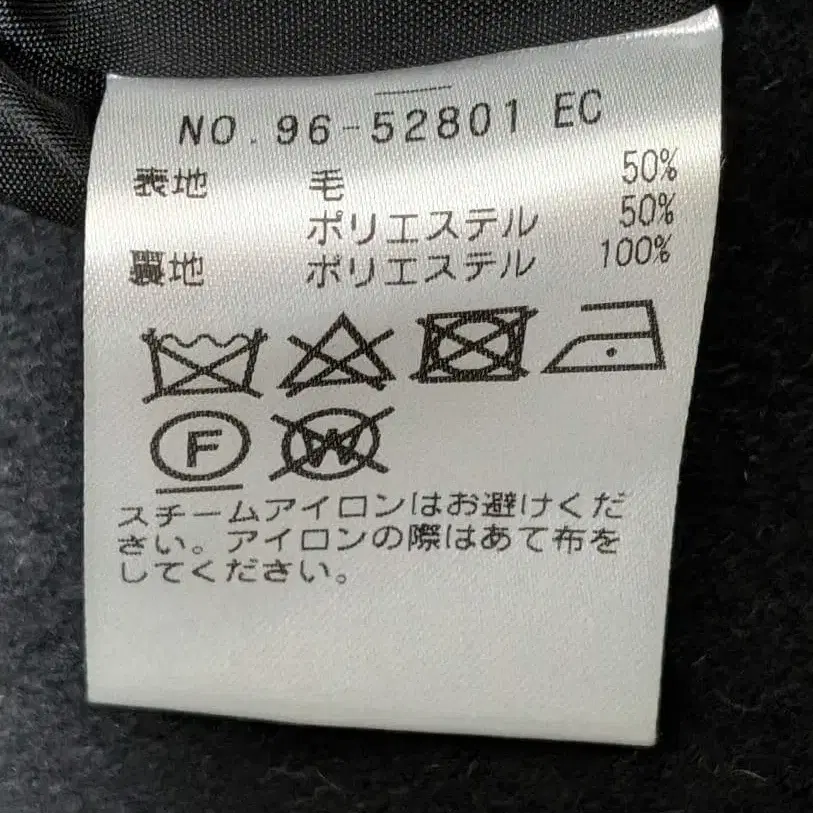 NO.96-52801 EC
表地 毛 50%
ポリエステル 50%
裏地 ポリエステル 100%
F W
スチームアイロンはお避けくだ
さい。アイロンの際はあて布を
してください。